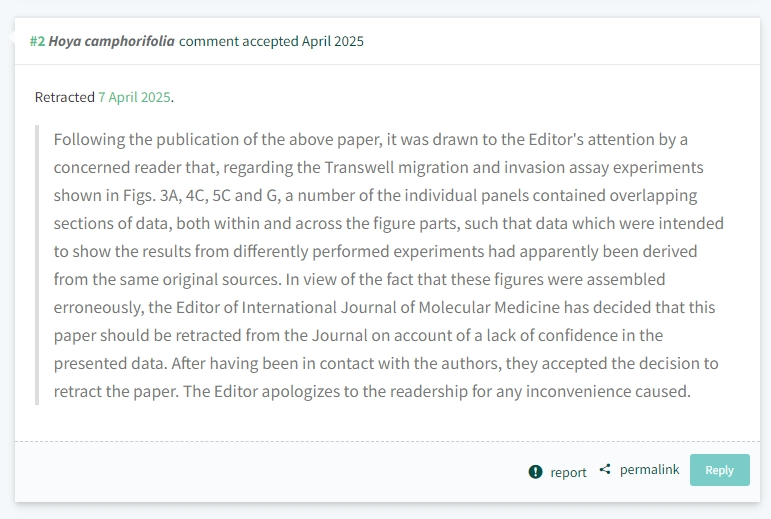 #2 Hoya camphorifolia comment accepted April 2025
Retracted 7 April 2025.
Following the publication of the above paper, it was drawn to the Editor's attention by a
concerned reader that, regarding the Transwell migration and invasion assay experiments
shown in Figs. 3A, 4C, 5C and G, a number of the individual panels contained overlapping
sections of data, both within and across the figure parts, such that data which were intended
to show the results from differently performed experiments had apparently been derived
from the same original sources. In view of the fact that these figures were assembled
erroneously, the Editor of International Journal of Molecular Medicine has decided that this
paper should be retracted from the Journal on account of a lack of confidence in the
presented data. After having been in contact with the authors, they accepted the decision to
retract the paper. The Editor apologizes to the readership for any inconvenience caused.
report permalink Reply